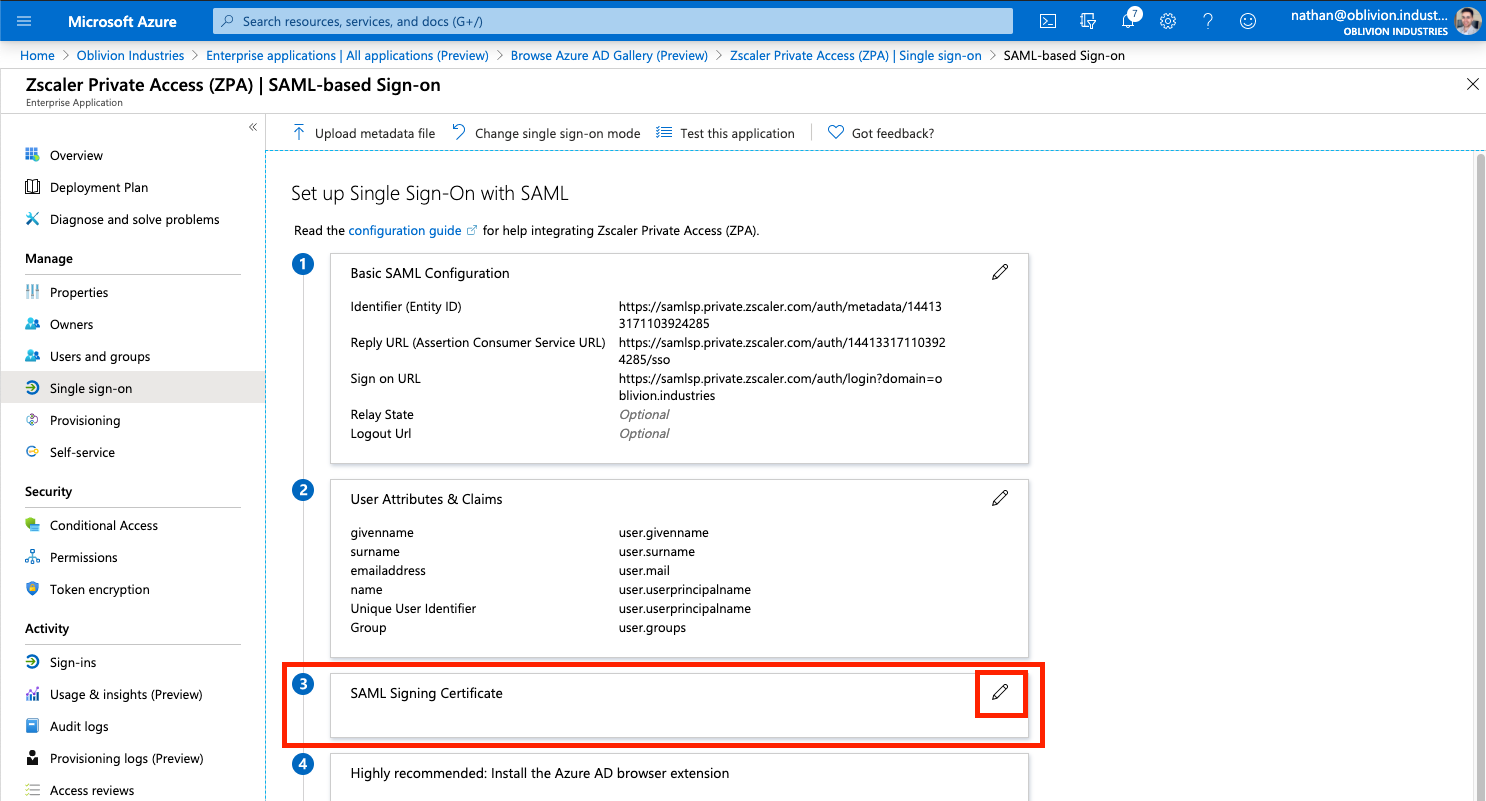 Microsoft Azure
Search resources, services, and docs (G+/)
7
nathan@oblivion.indust...
OBLIVION INDUSTRIES
Home > Oblivion Industries > Enterprise applications | All applications (Preview) > Browse Azure AD Gallery (Preview) > Zscaler Private Access (ZPA) | Single sign-on > SAML-based Sign-on
Zscaler Private Access (ZPA) | SAML-based Sign-on
Enterprise Application
Overview
Deployment Plan
Diagnose and solve problems
Manage
Properties
Owners
Users and groups
Single sign-on
Provisioning
Self-service
Security
Conditional Access
Permissions
Token encryption
Activity
Sign-ins
Usage & insights (Preview)
Audit logs
Provisioning logs (Preview)
Access reviews
Upload metadata file Change single sign-on mode Test this application Got feedback?
Set up Single Sign-On with SAML
Read the configuration guide for help integrating Zscaler Private Access (ZPA).
1
Basic SAML Configuration
Identifier (Entity ID) https://samlsp.private.zscaler.com/auth/metadata/14413
3171103924285
Reply URL (Assertion Consumer Service URL) https://samlsp.private.zscaler.com/auth/14413317110392
4285/sso
Sign on URL https://samlsp.private.zscaler.com/auth/login?domain=o
blivion.industries
Relay State Optional
Logout Url Optional
2
User Attributes & Claims
givenname user.givenname
surname user.surname
emailaddress user.mail
name user.userprincipalname
Unique User Identifier user.userprincipalname
Group user.groups
3
SAML Signing Certificate
4
Highly recommended: Install the Azure AD browser extension